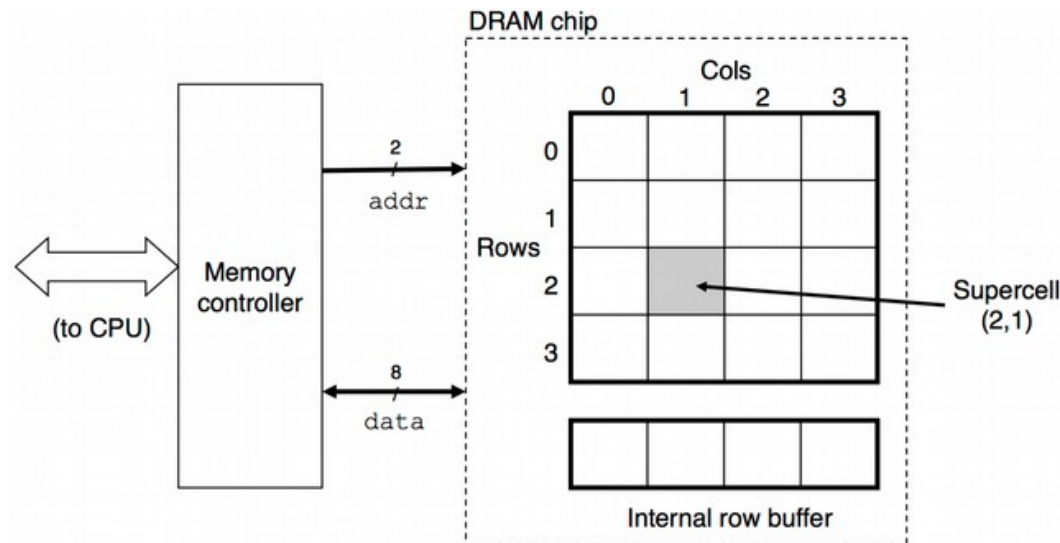 DRAM chip
Cols
0 1 2 3
2
addr
0
1
Rows
2
3
Memory
controller
(to CPU)
Supercell
(2,1)
8
data
Internal row buffer